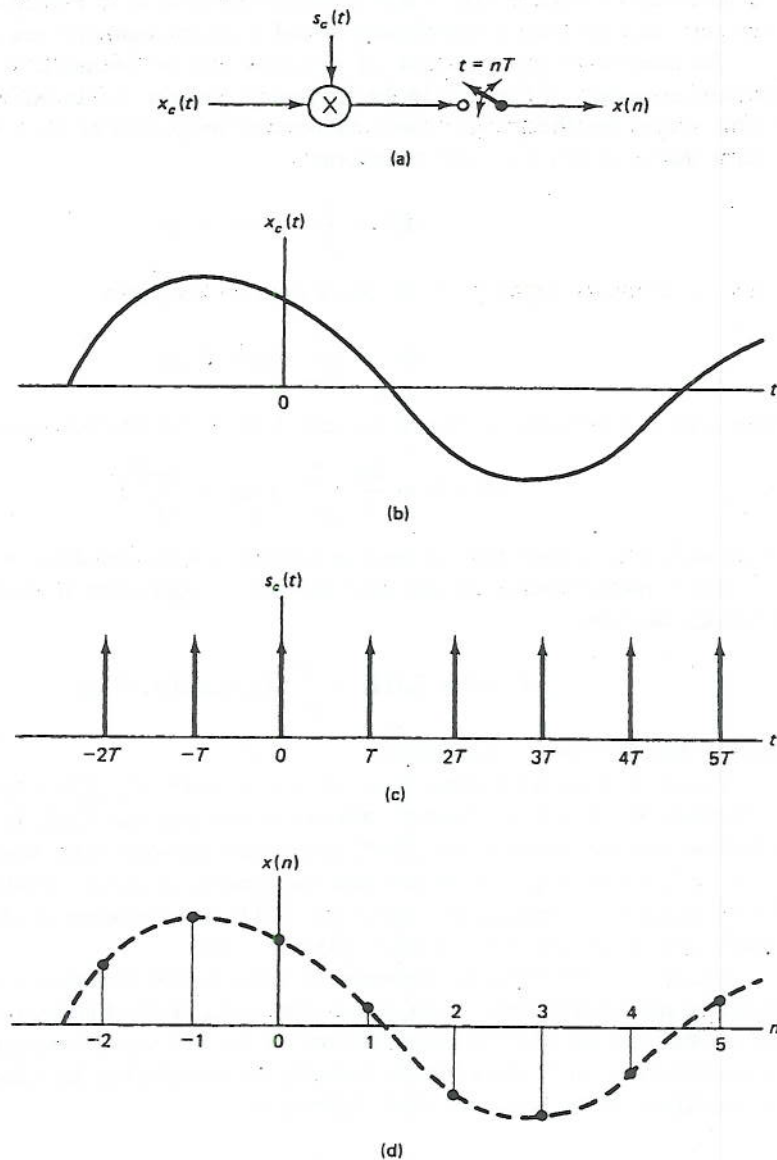 s_c(t)
t = nT
x_c(t) X x(n)
(a)
x_c(t)
0 t
(b)
s_c(t)
t
−2T −T 0 T 2T 3T 4T 5T
(c)
x(n)
2 3 4
−2 −1 0 1 5 n
(d)